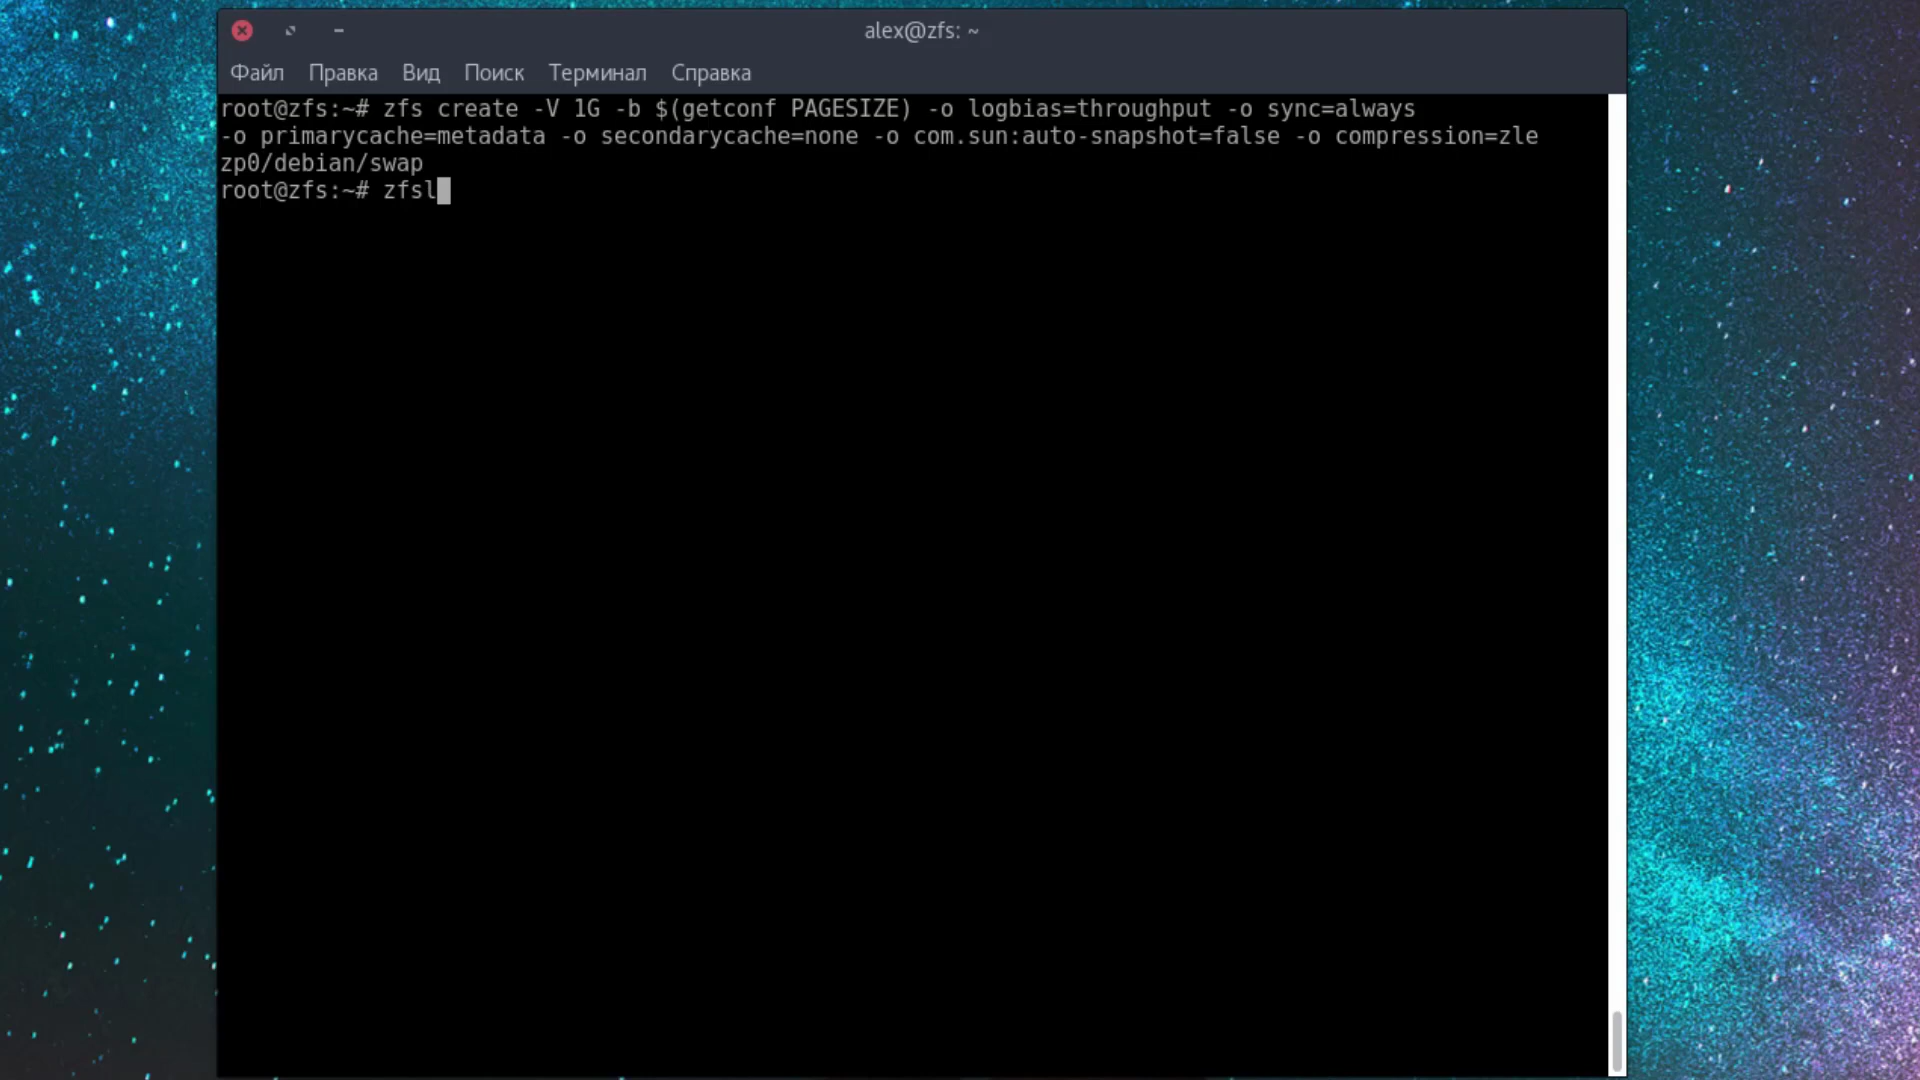 alex@zfs: ~
Файл Правка Вид Поиск Терминал Справка
root@zfs:~# zfs create -V 1G -b $(getconf PAGESIZE) -o logbias=throughput -o sync=always
-o primarycache=metadata -o secondarycache=none -o com.sun:auto-snapshot=false -o compression=zle
zp0/debian/swap
root@zfs:~# zfsl